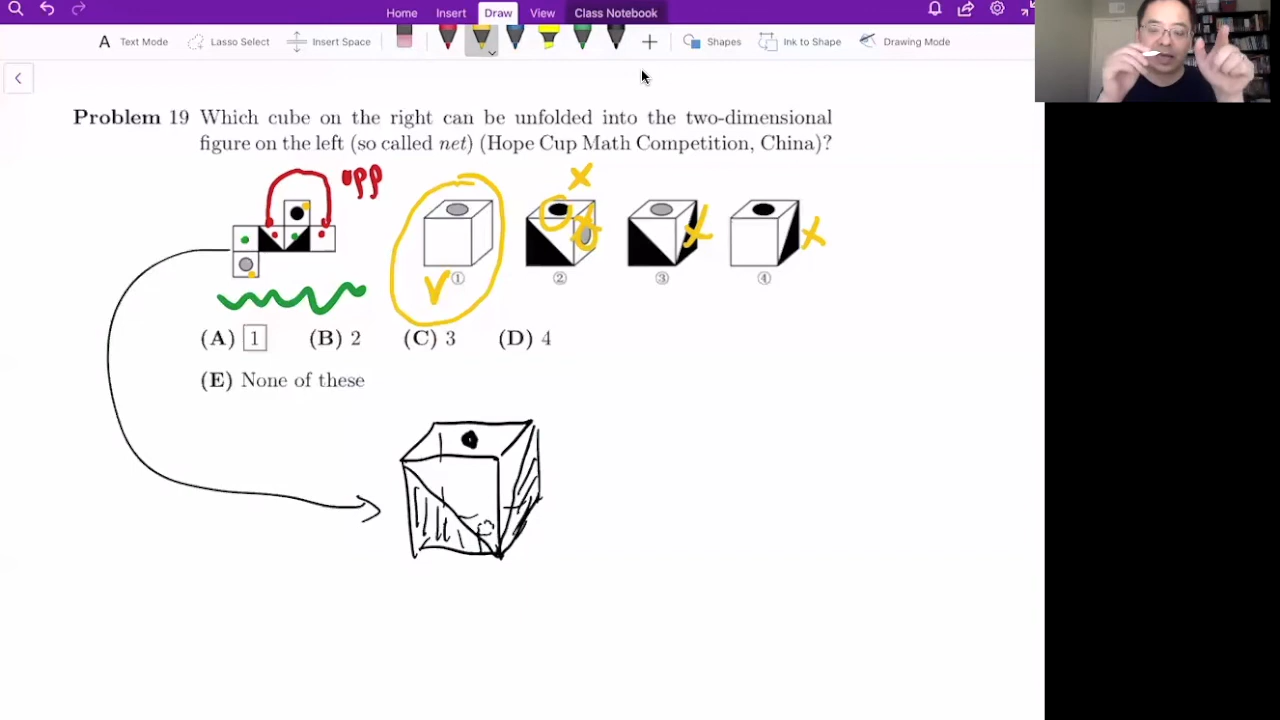 Home Insert Draw View Class Notebook
Text Mode Lasso Select Insert Space Shapes Ink to Shape Drawing Mode
Problem 19 Which cube on the right can be unfolded into the two-dimensional
figure on the left (so called net) (Hope Cup Math Competition, China)?
opp
① ② ③ ④
(A) 1 (B) 2 (C) 3 (D) 4
(E) None of these